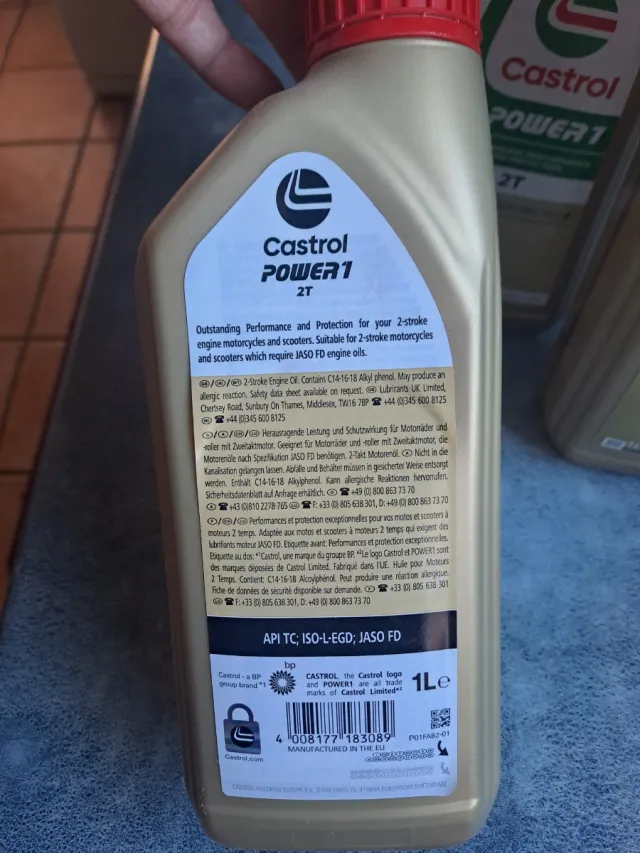 Castrol
POWER1
2T
Outstanding Performance and Protection for your 2-stroke
engine motorcycles and scooters. Suitable for 2-stroke motorcycles
and scooters which require JASO FD engine oils.
2-Stroke Engine Oil. Contains C14-16-18 Alkyl phenol. May produce an
allergic reaction. Safety data sheet available on request. Lubricants UK Limited,
Chertsey Road, Sunbury On Thames, Middlesex, TW16 7BP ☎ +44 (0)345 600 8125
☎ +44 (0)345 600 8125
Herausragende Leistung und Schutzwirkung für Motorräder und
-roller mit Zweitaktmotor. Geeignet für Motorräder und -roller mit Zweitaktmotor, die
Motorenöle nach Spezifikation JASO FD benötigen. 2-Takt Motorenöl. Nicht in die
Kanalisation gelangen lassen. Abfälle und Behälter müssen in gesicherter Weise entsorgt
werden. Enthält C14-16-18 Alkylphenol. Kann allergische Reaktionen hervorrufen.
Sicherheitsdatenblatt auf Anfrage erhältlich. ☎ +49 (0) 800 863 73 70
☎ +43 (0)810 2278-765 ☎ F: +33 (0) 805 638 301, D: +49 (0) 800 863 73 70
Performances et protection exceptionnelles pour vos motos et scooters à
moteurs 2 temps. Adaptée aux motos et scooters à moteurs 2 temps qui exigent des
lubrifiants moteur JASO FD. Etiquette avant: Performances et protection exceptionnelles.
Etiquette au dos: *¹Castrol, une marque du groupe BP. *²Le logo Castrol et POWER1 sont
des marques déposées de Castrol Limited. Fabriqué dans l'UE. Huile pour Moteurs
2 Temps. Contient: C14-16-18 Alcoylphénol. Peut produire une réaction allergique.
Fiche de données de sécurité disponible sur demande. ☎ +33 (0) 805 638 301
☎ F: +33 (0) 805 638 301, D: +49 (0) 800 863 73 70
API TC; ISO-L-EGD; JASO FD
Castrol - a BP
group brand*¹
bp
CASTROL, the Castrol logo
and POWER1 are all trade
marks of Castrol Limited*²
1L℮
Castrol.com
4 008177 183089
MANUFACTURED IN THE EU
P01FA82-01
Castrol
POWER1
2T